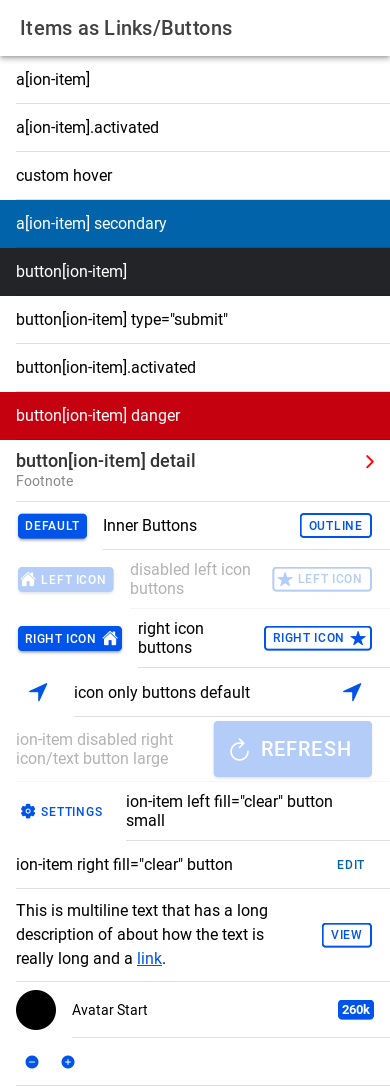 Items as Links/Buttons
a[ion-item]
a[ion-item].activated
custom hover
a[ion-item] secondary
button[ion-item]
button[ion-item] type="submit"
button[ion-item].activated
button[ion-item] danger
button[ion-item] detail
Footnote
DEFAULT Inner Buttons OUTLINE
LEFT ICON disabled left icon buttons LEFT ICON
RIGHT ICON right icon buttons RIGHT ICON
icon only buttons default
ion-item disabled right
icon/text button large
REFRESH
SETTINGS
ion-item left fill="clear" button
small
ion-item right fill="clear" button EDIT
This is multiline text that has a long
description of about how the text is
really long and a link.
VIEW
Avatar Start 260k